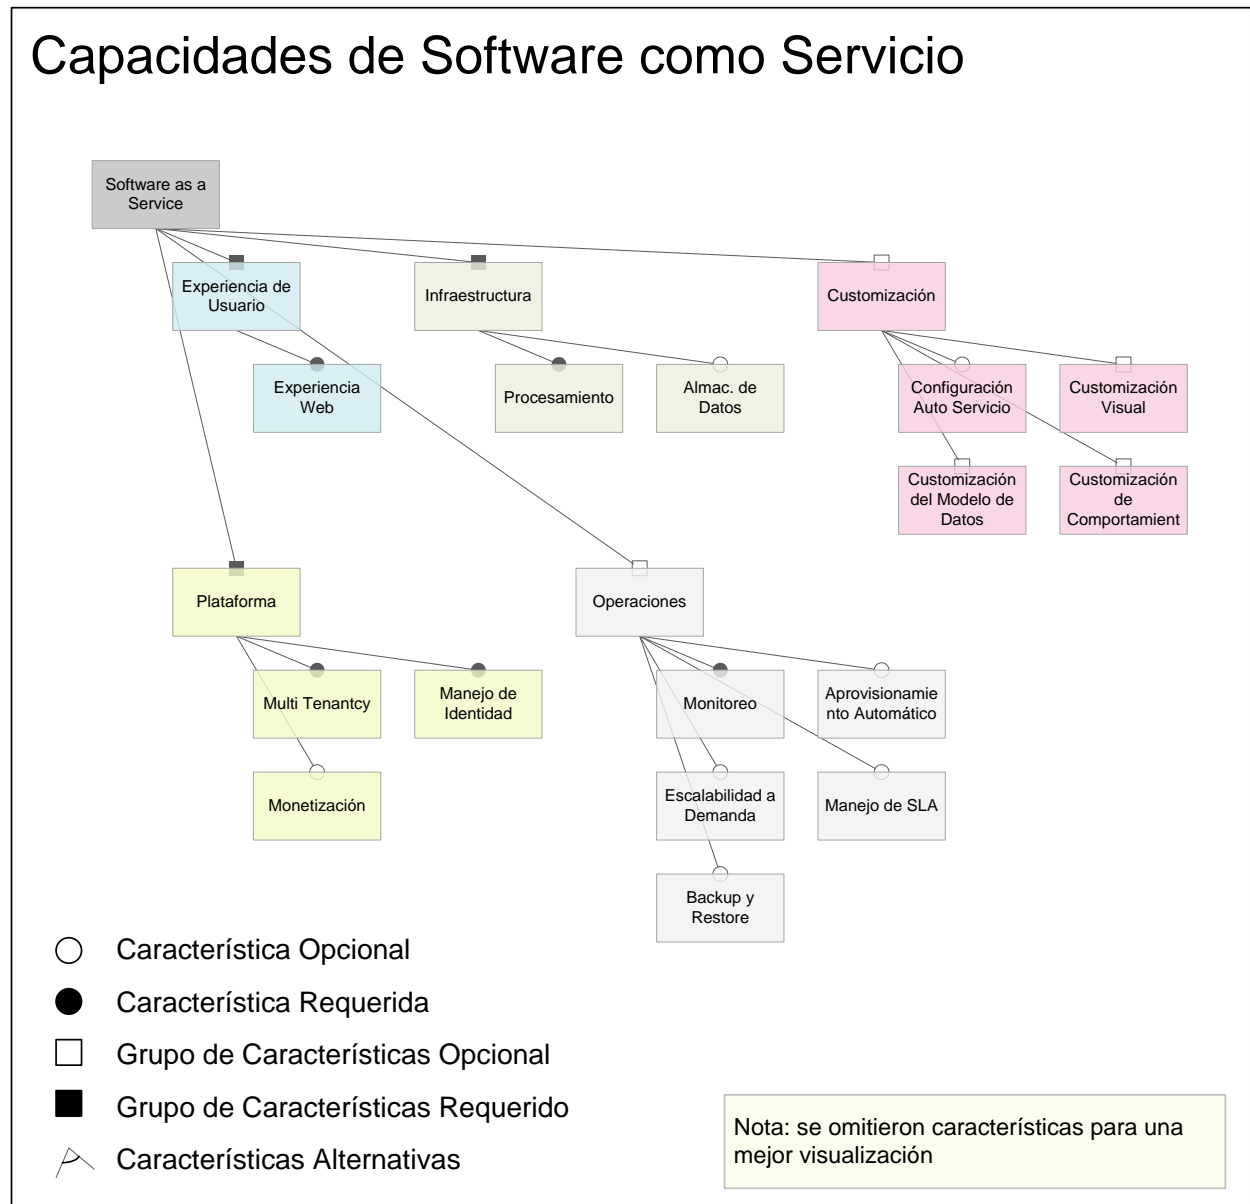 Capacidades de Software como Servicio
Software as a
Service
Experiencia de
Usuario
Infraestructura
Customización
Experiencia
Web
Procesamiento
Almac. de
Datos
Configuración
Auto Servicio
Customización
Visual
Customización
del Modelo de
Datos
Customización
de
Comportamient
Plataforma
Operaciones
Multi Tenantcy
Manejo de
Identidad
Monitoreo
Aprovisionamie
nto Automático
Monetización
Escalabilidad a
Demanda
Manejo de SLA
Backup y
Restore
Característica Opcional
Característica Requerida
Grupo de Características Opcional
Grupo de Características Requerido
Características Alternativas
Nota: se omitieron características para una
mejor visualización